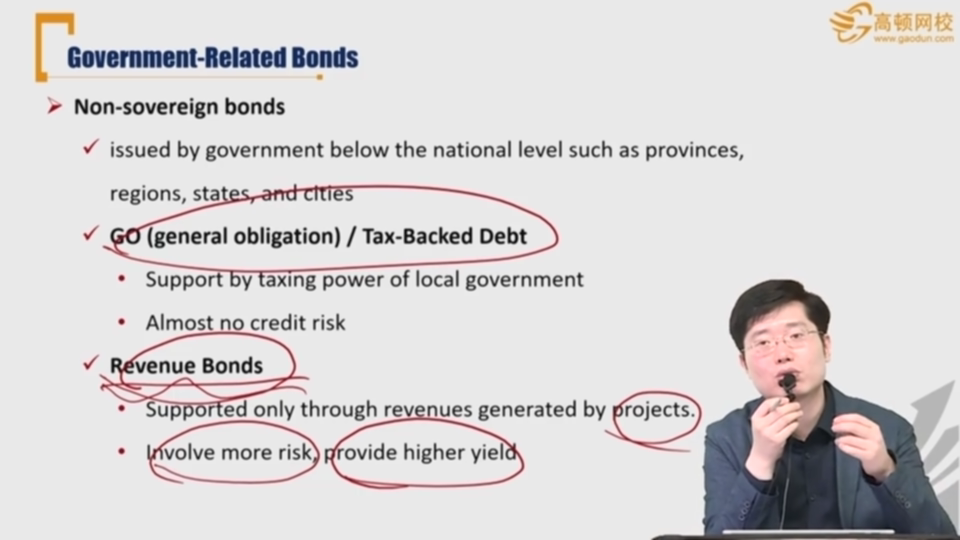 Government-Related Bonds
高顿网校
www.gaodun.com
Non-sovereign bonds
issued by government below the national level such as provinces,
regions, states, and cities
GO (general obligation) / Tax-Backed Debt
Support by taxing power of local government
Almost no credit risk
Revenue Bonds
Supported only through revenues generated by projects.
Involve more risk, provide higher yield